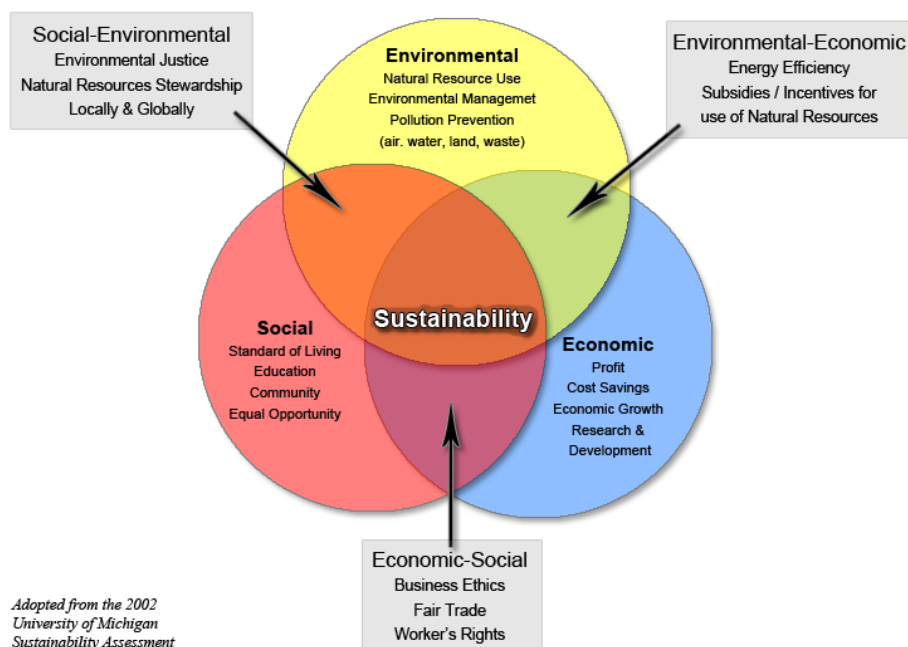 Social-Environmental
Environmental Justice
Natural Resources Stewardship
Locally & Globally
Environmental
Natural Resource Use
Environmental Managemet
Pollution Prevention
(air. water, land, waste)
Environmental-Economic
Energy Efficiency
Subsidies / Incentives for
use of Natural Resources
Sustainability
Social
Standard of Living
Education
Community
Equal Opportunity
Economic
Profit
Cost Savings
Economic Growth
Research &
Development
Economic-Social
Business Ethics
Fair Trade
Worker's Rights
Adopted from the 2002
University of Michigan
Sustainability Assessment